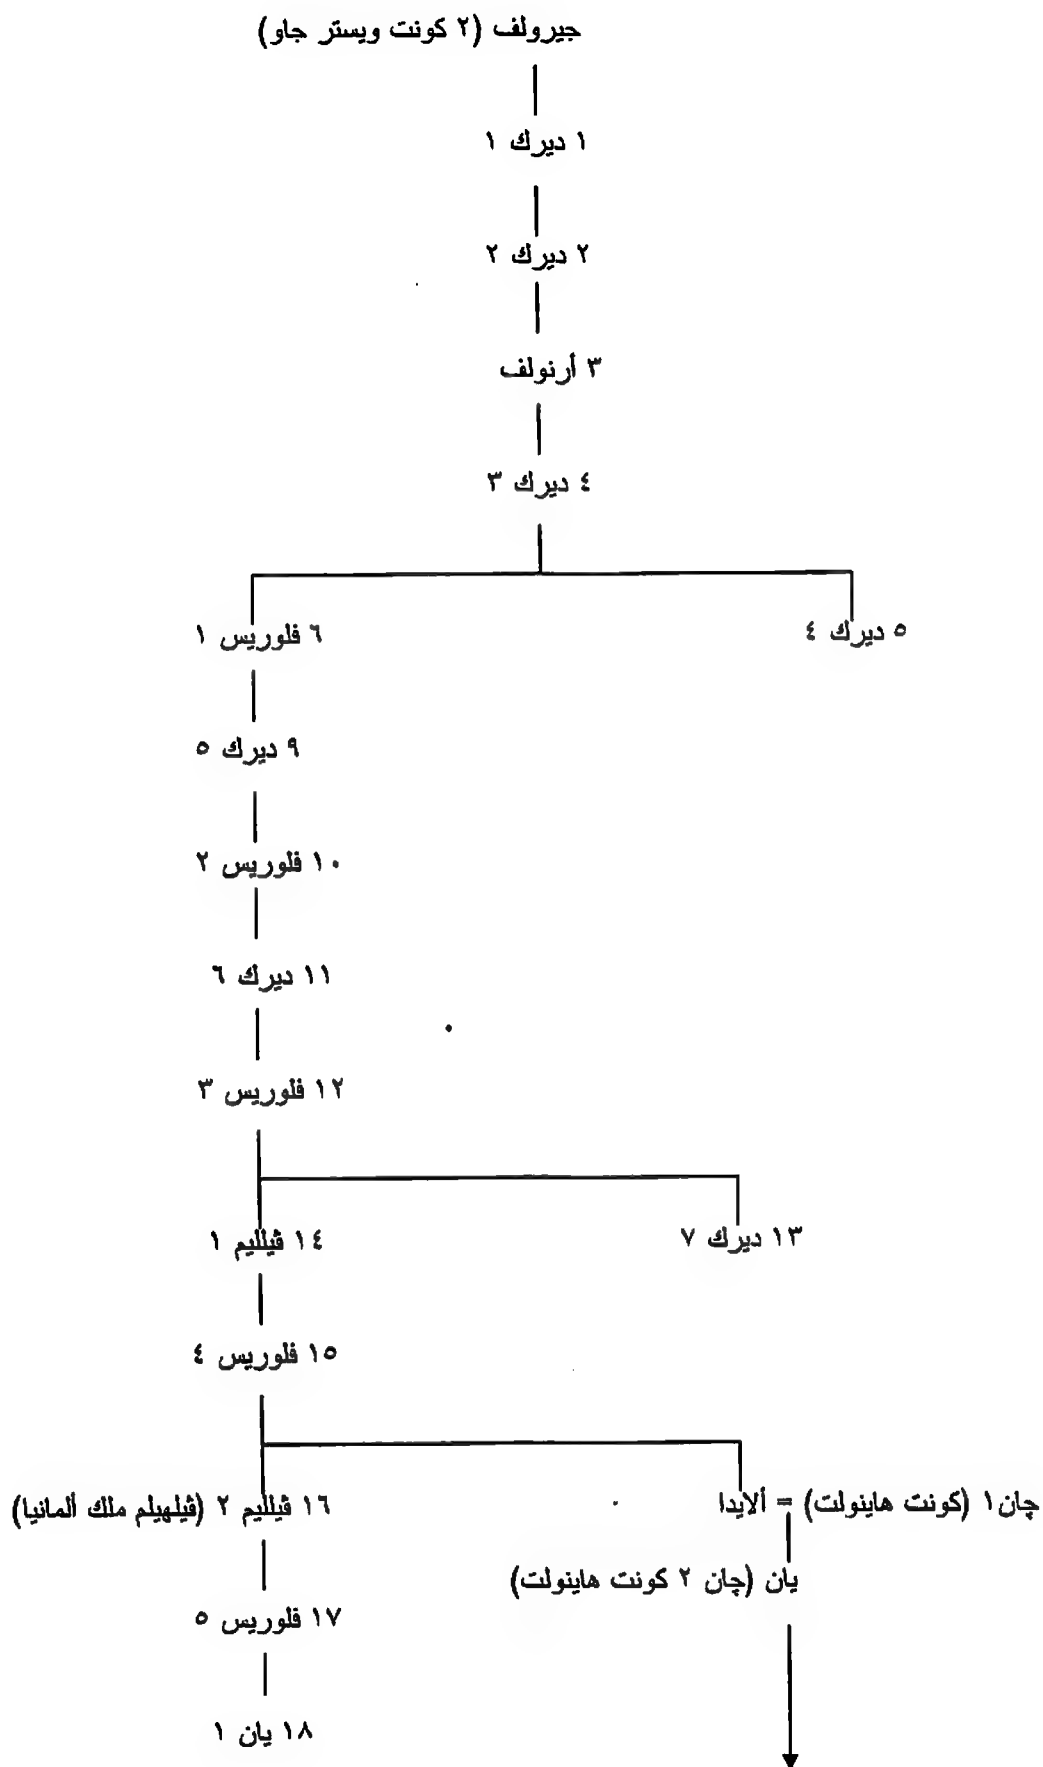 جيرولف (٢ كونت ويستر جاو)
١ ديرك ١
٢ ديرك ٢
٣ أرنولف
٤ ديرك ٣
٥ ديرك ٤
٦ فلوريس ١
٩ ديرك ٥
١٠ فلوريس ٢
١١ ديرك ٦
١٢ فلوريس ٣
١٣ ديرك ٧
١٤ ڤيلليم ١
١٥ فلوريس ٤
چان١ (كونت هاينولت) = ألايدا
١٦ ڤيلليم ٢ (ڤيلهيلم ملك ألمانيا)
يان (چان ٢ كونت هاينولت)
١٧ فلوريس ٥
١٨ يان ١